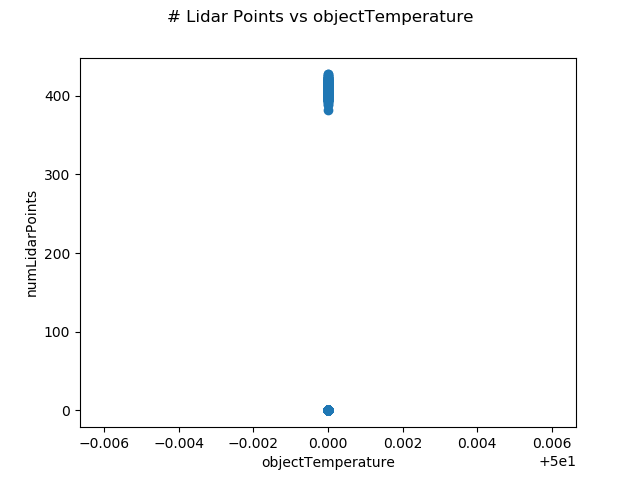 # Lidar Points vs objectTemperature
400
300
200
100
0
numLidarPoints
−0.006 −0.004 −0.002 0.000 0.002 0.004 0.006
objectTemperature
+5e1